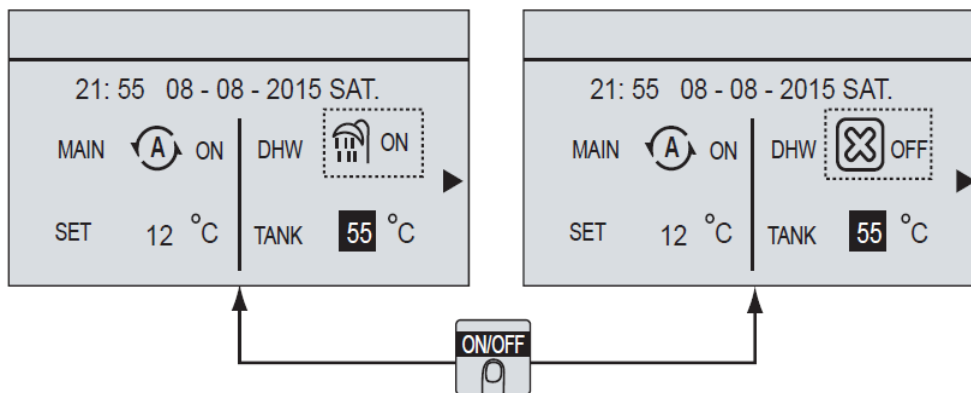 21: 55 08 - 08 - 2015 SAT.
MAIN A ON DHW ON
SET 12 °C TANK 55 °C
21: 55 08 - 08 - 2015 SAT.
MAIN A ON DHW OFF
SET 12 °C TANK 55 °C
ON/OFF